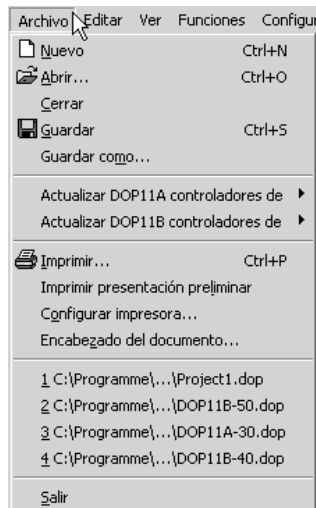 Archivo Editar Ver Funciones Configur
Nuevo Ctrl+N
Abrir... Ctrl+O
Cerrar
Guardar Ctrl+S
Guardar como...
Actualizar DOP11A controladores de
Actualizar DOP11B controladores de
Imprimir... Ctrl+P
Imprimir presentación preliminar
Configurar impresora...
Encabezado del documento...
1 C:\Programme\...\Project1.dop
2 C:\Programme\...\DOP11B-50.dop
3 C:\Programme\...\DOP11A-30.dop
4 C:\Programme\...\DOP11B-40.dop
Salir